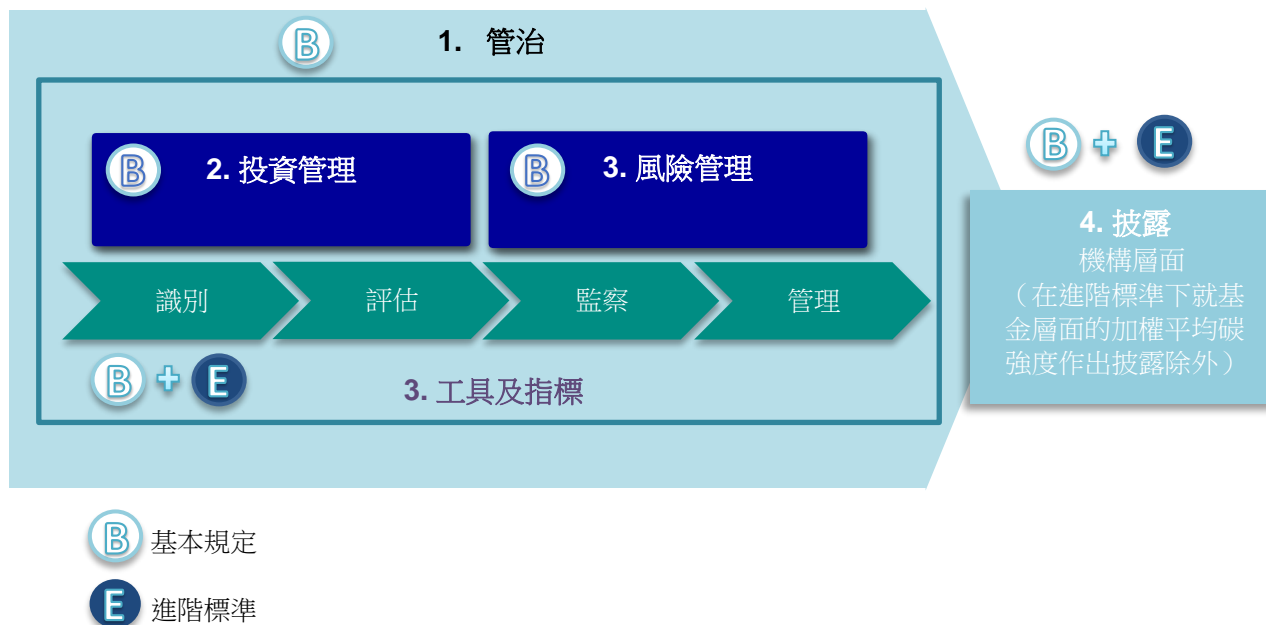 B 1. 管治
B 2. 投資管理
B 3. 風險管理
識別 評估 監察 管理
B + E 3. 工具及指標
B + E
4. 披露
機構層面
（在進階標準下就基
金層面的加權平均碳
強度作出披露除外）
B 基本規定
E 進階標準